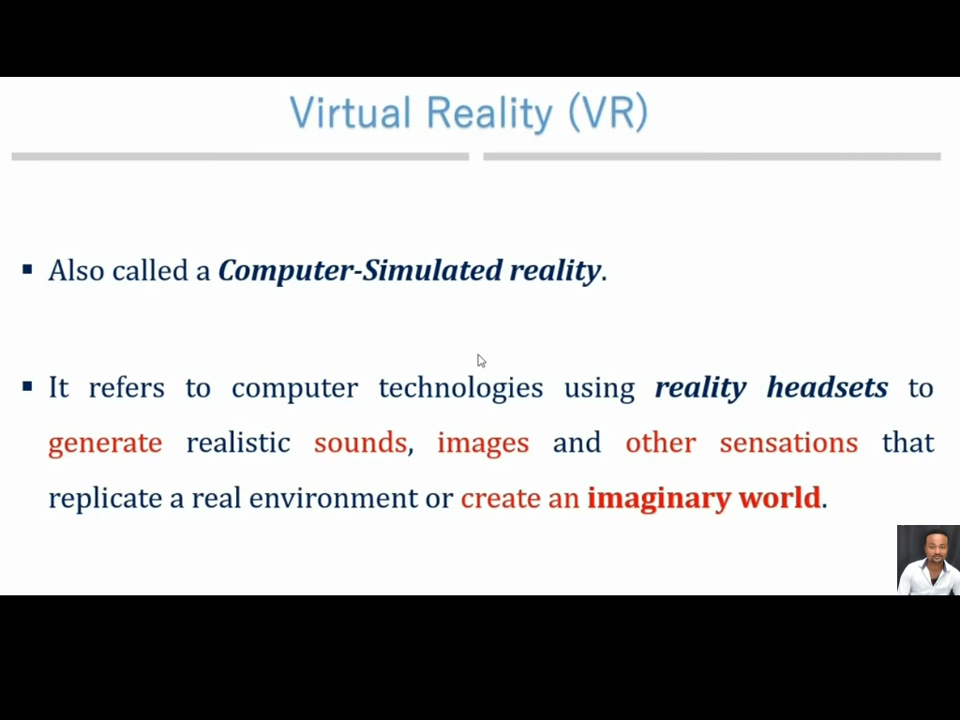 Virtual Reality (VR)
▪ Also called a Computer-Simulated reality.
▪ It refers to computer technologies using reality headsets to
generate realistic sounds, images and other sensations that
replicate a real environment or create an imaginary world.